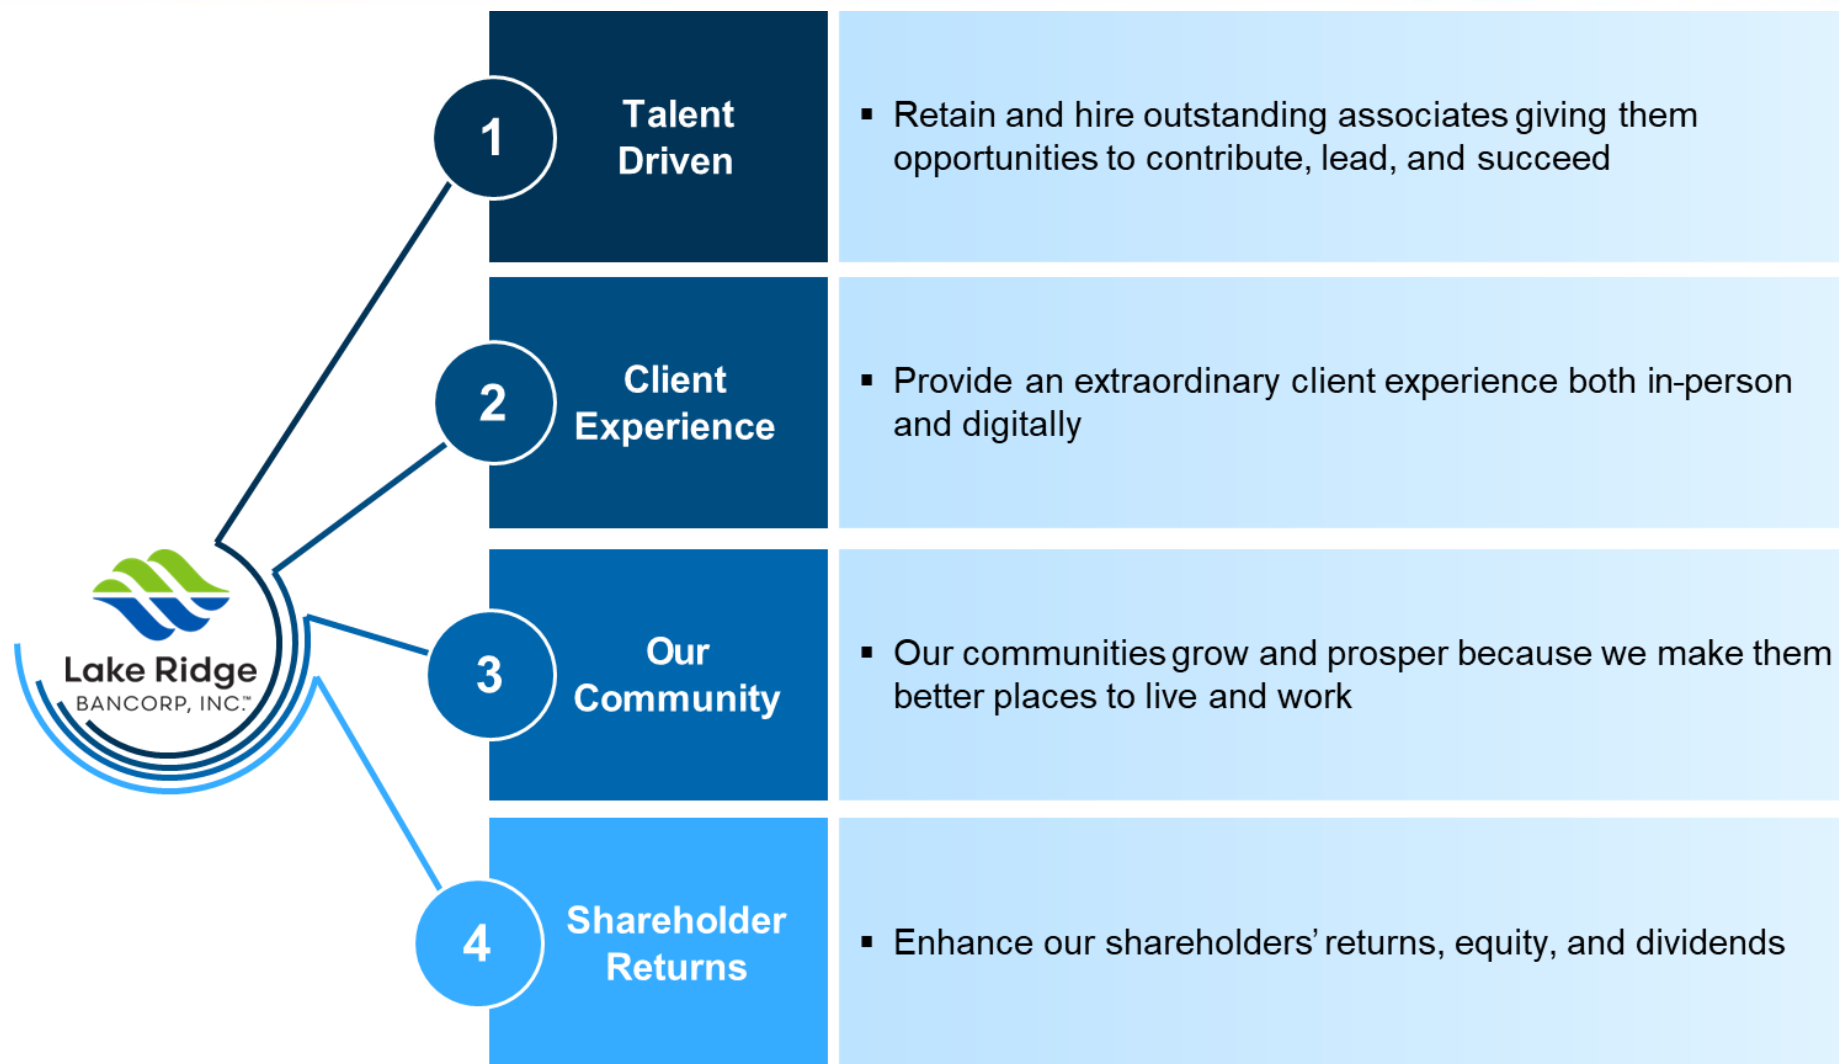 1
Talent
Driven
▪ Retain and hire outstanding associates giving them
opportunities to contribute, lead, and succeed
2
Client
Experience
▪ Provide an extraordinary client experience both in-person
and digitally
Lake Ridge
BANCORP, INC.™
3
Our
Community
▪ Our communities grow and prosper because we make them
better places to live and work
4
Shareholder
Returns
▪ Enhance our shareholders’ returns, equity, and dividends